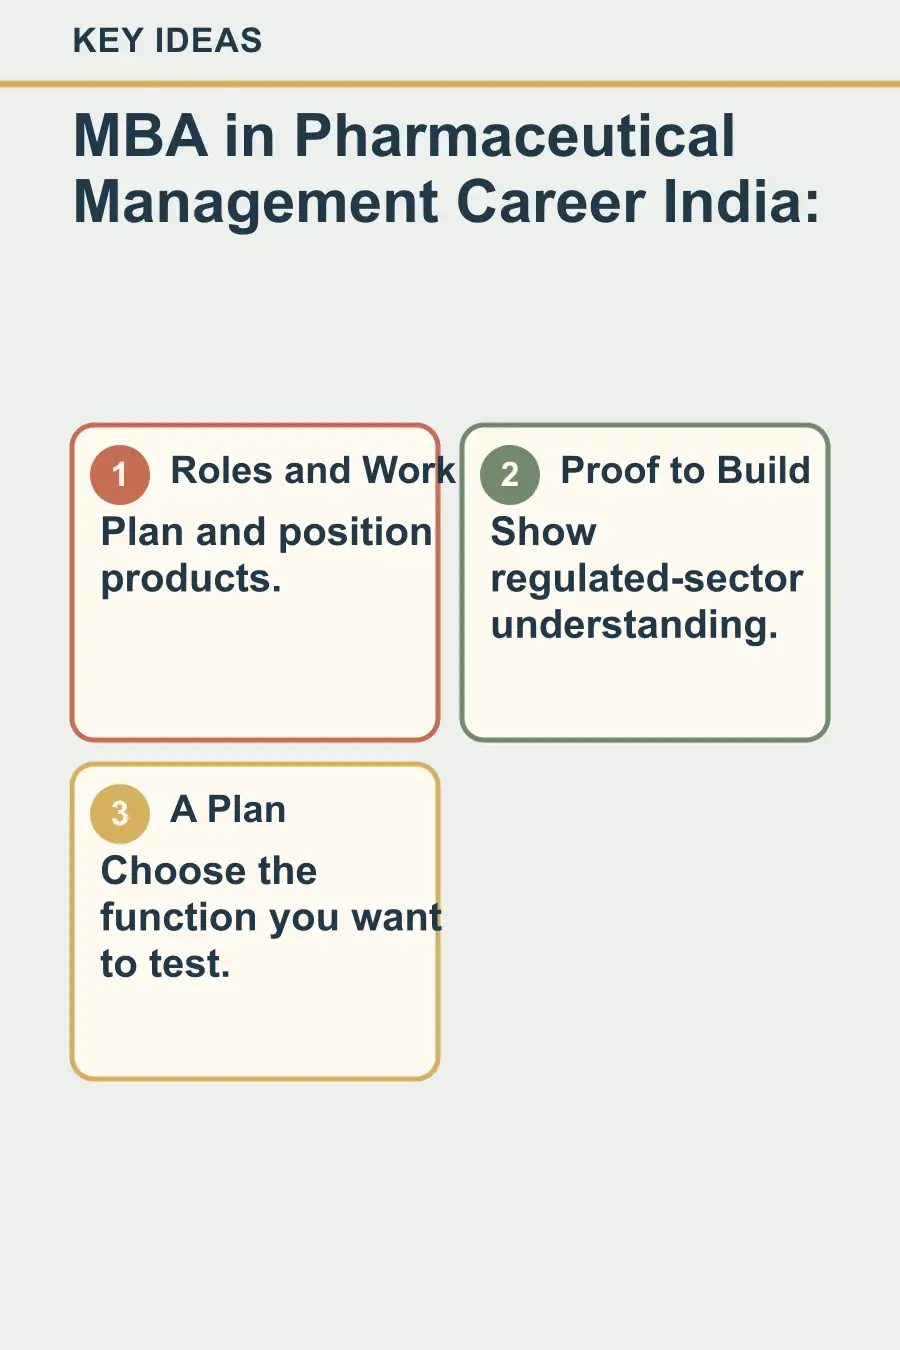 KEY IDEAS
MBA in Pharmaceutical
Management Career India:
1 Roles and Work
Plan and position
products.
2 Proof to Build
Show
regulated-sector
understanding.
3 A Plan
Choose the
function you want
to test.